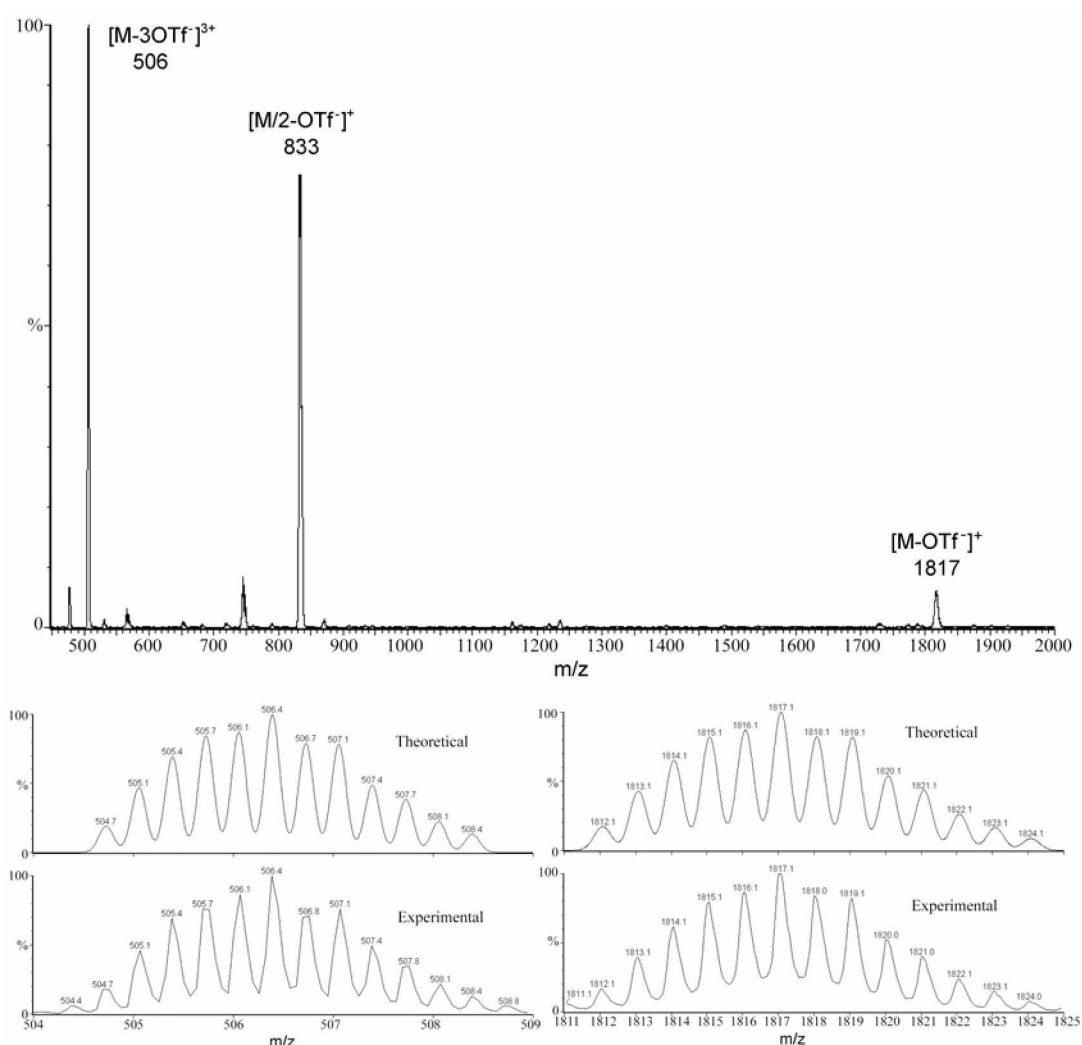 100
[M-3OTf⁻]³⁺
506
[M/2-OTf⁻]⁺
833
%
[M-OTf⁻]⁺
1817
0
500 600 700 800 900 1000 1100 1200 1300 1400 1500 1600 1700 1800 1900 2000
m/z
100
504.7 505.1 505.4 505.7 506.1 506.4 506.7 507.1 507.4 507.7 508.1 508.4
Theoretical
%
0
100
504.4 504.7 505.1 505.4 505.7 506.1 506.4 506.8 507.1 507.4 507.8 508.1 508.4 508.8
Experimental
%
0
504 505 506 507 508 509
m/z
100
1812.1 1813.1 1814.1 1815.1 1816.1 1817.1 1818.1 1819.1 1820.1 1821.1 1822.1 1823.1 1824.1
Theoretical
%
0
100
1811.1 1812.1 1813.1 1814.1 1815.1 1816.1 1817.1 1818.0 1819.1 1820.0 1821.0 1822.1 1823.1 1824.0
Experimental
%
0
1811 1812 1813 1814 1815 1816 1817 1818 1819 1820 1821 1822 1823 1824 1825
m/z